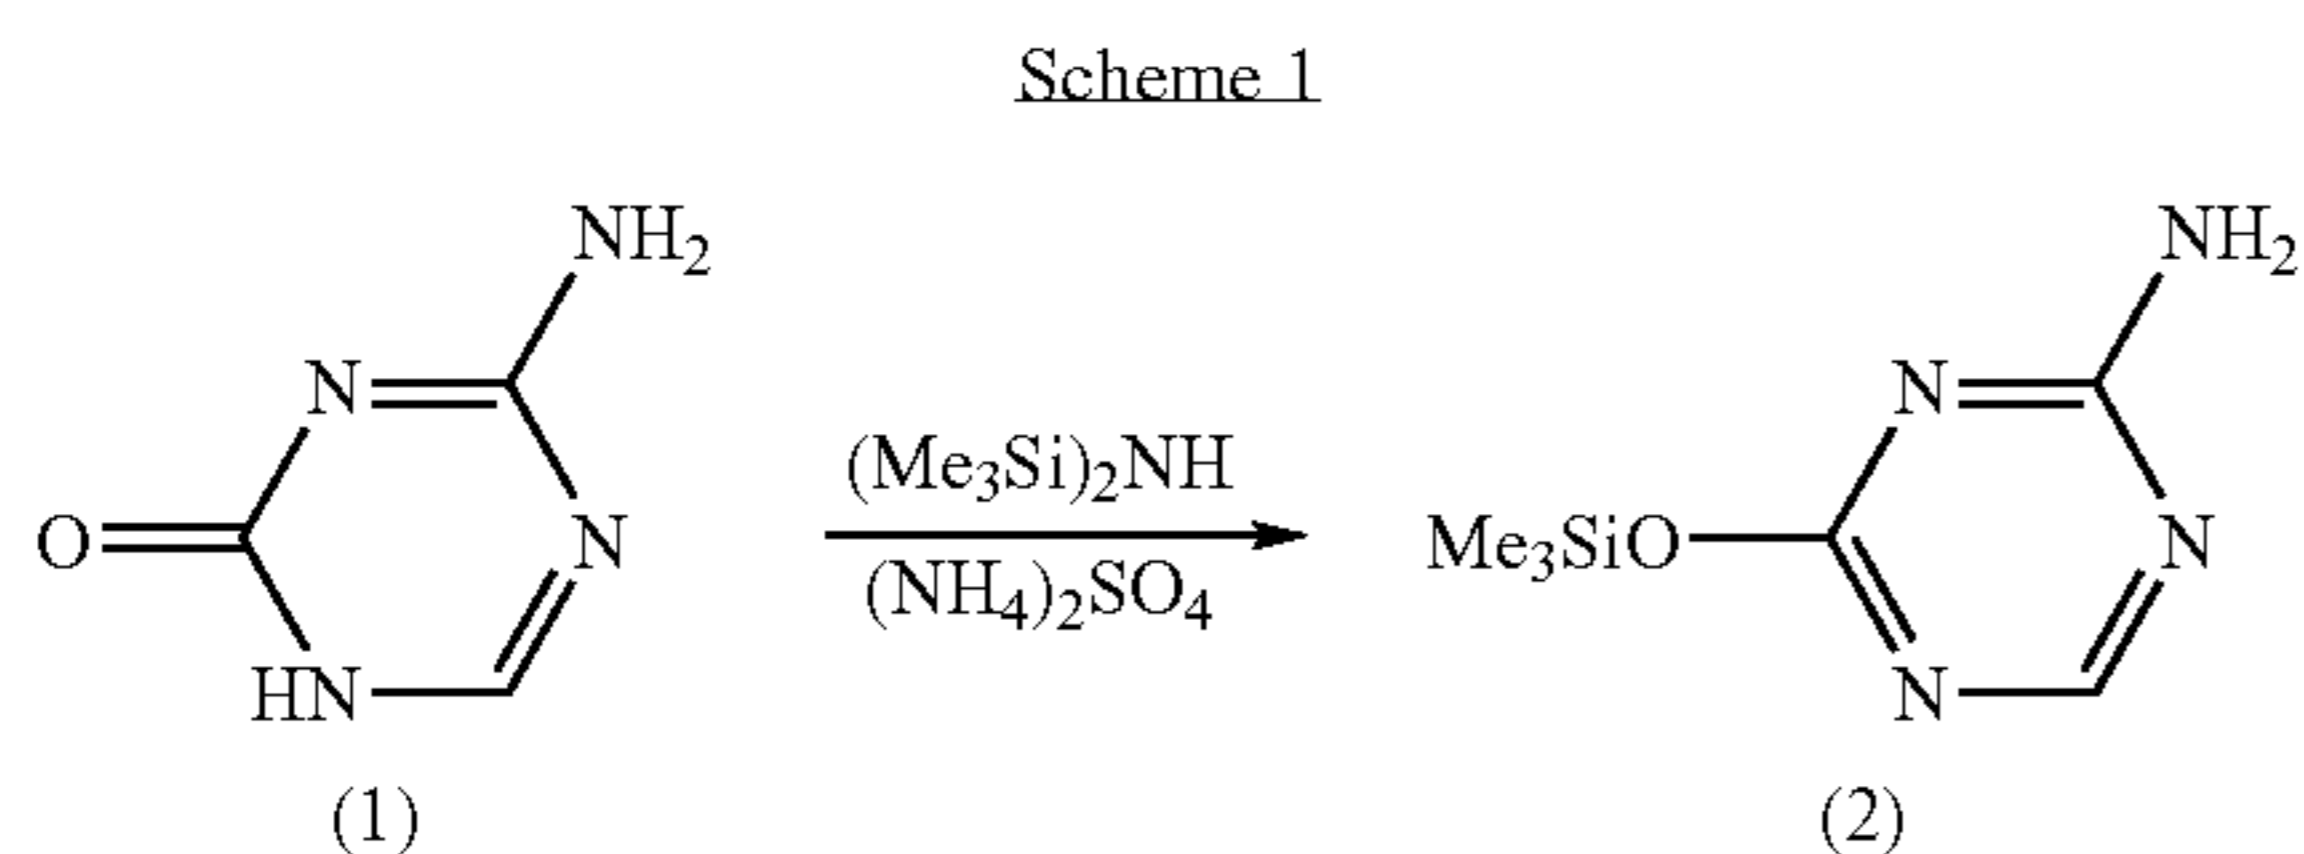 Scheme 1
NH₂ NH₂
N N
(Me₃Si)₂NH
O N Me₃SiO N
(NH₄)₂SO₄
HN N
(1) (2)